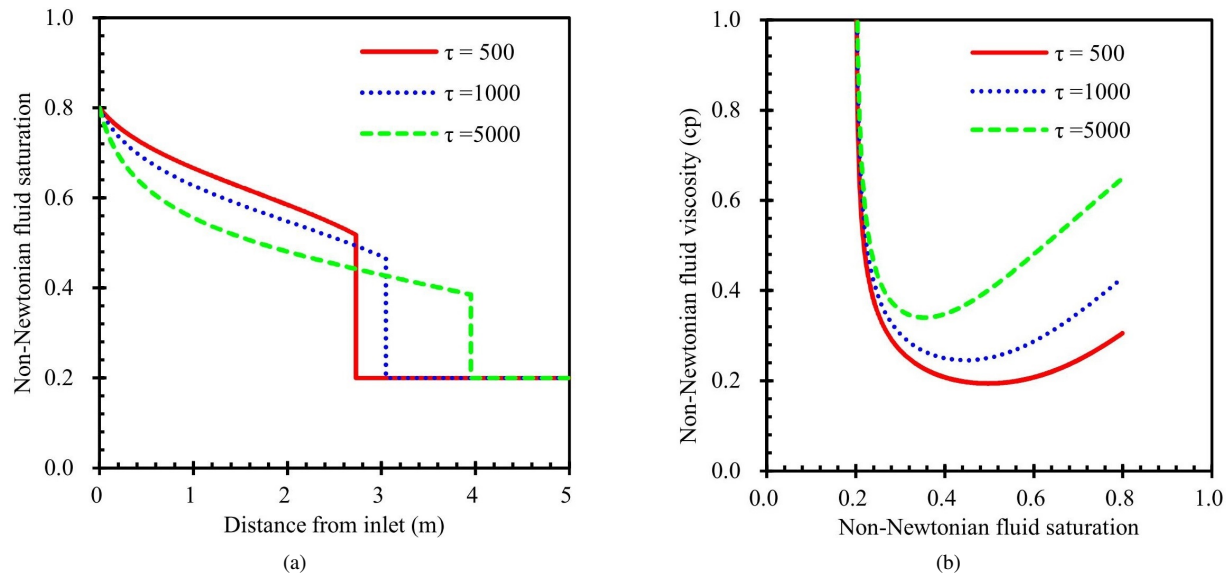 1.0
0.8
0.6
0.4
0.2
0.0
Non-Newtonian fluid saturation
τ = 500
τ =1000
τ =5000
0 1 2 3 4 5
Distance from inlet (m)
(a)
1.0
0.8
0.6
0.4
0.2
0.0
Non-Newtonian fluid viscosity (cp)
τ = 500
τ =1000
τ =5000
0.0 0.2 0.4 0.6 0.8 1.0
Non-Newtonian fluid saturation
(b)